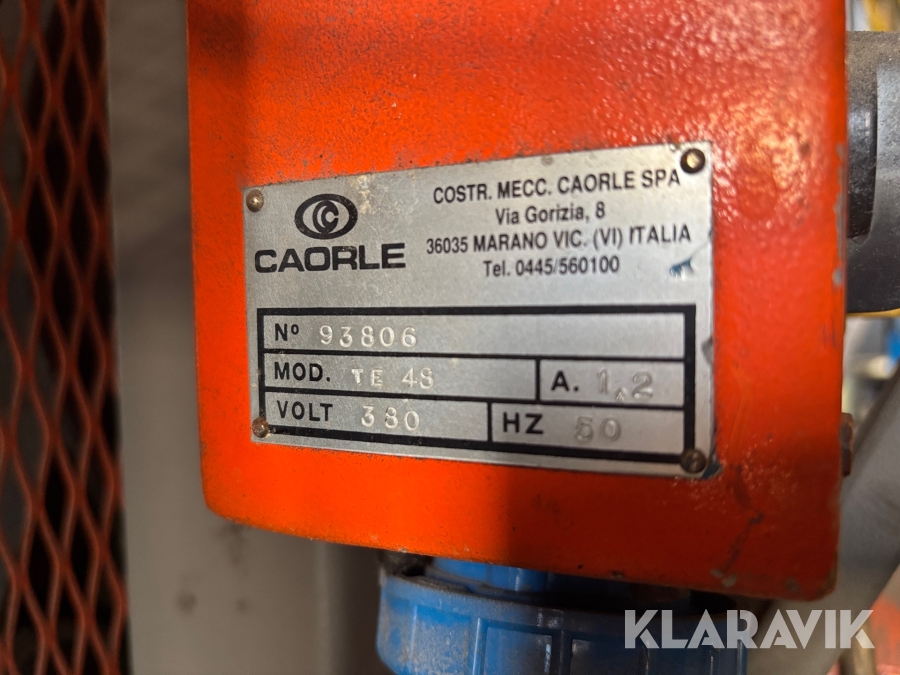 COSTR. MECC. CAORLE SPA
Via Gorizia, 8
36035 MARANO VIC. (VI) ITALIA
Tel. 0445/560100
CAORLE
Nº 93806
MOD. TE 48 A. 1,2
VOLT 380 HZ 50
KLARAVIK